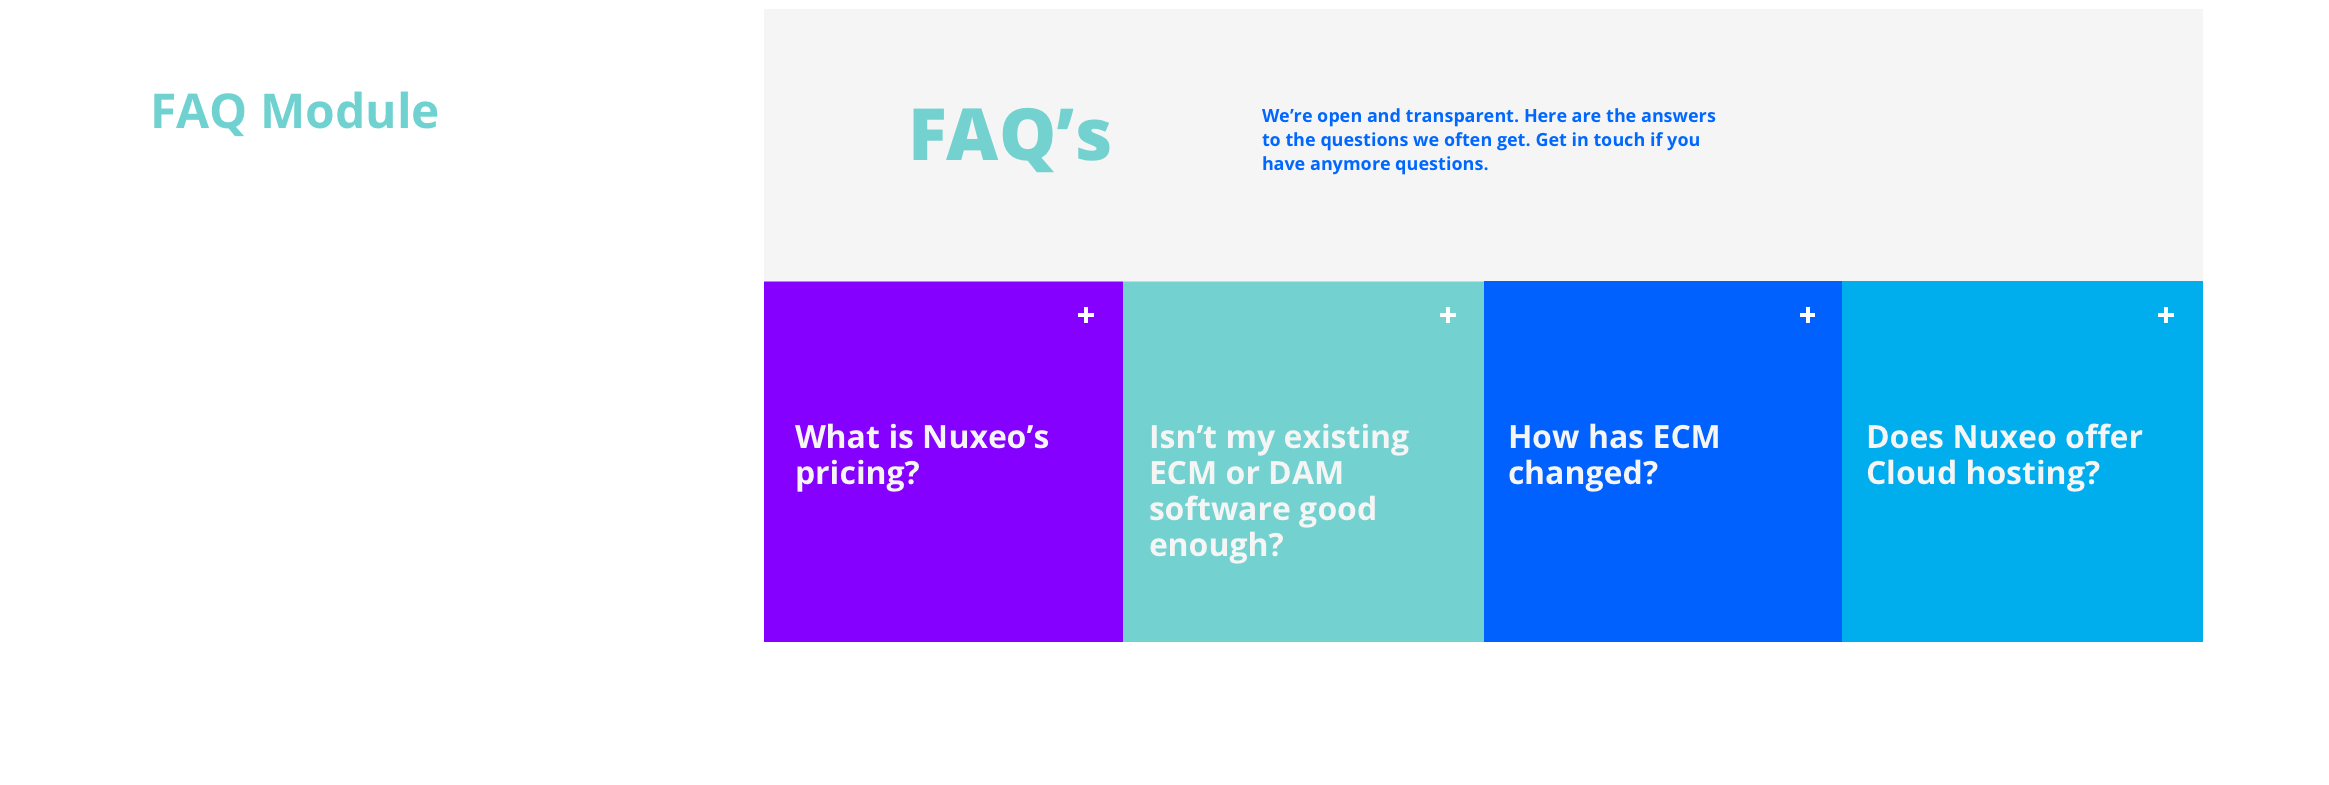 FAQ Module
FAQ’s
We’re open and transparent. Here are the answers
to the questions we often get. Get in touch if you
have anymore questions.
+
What is Nuxeo’s
pricing?
+
Isn’t my existing
ECM or DAM
software good
enough?
+
How has ECM
changed?
+
Does Nuxeo offer
Cloud hosting?